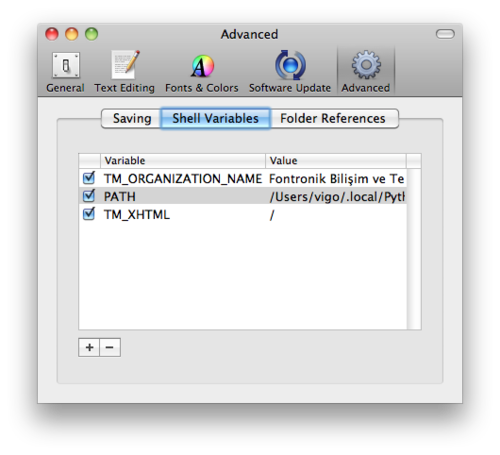 Advanced
General Text Editing Fonts & Colors Software Update Advanced
Saving Shell Variables Folder References
Variable Value
TM_ORGANIZATION_NAME Fontronik Bilişim ve Te
PATH /Users/vigo/.local/Pyth
TM_XHTML /